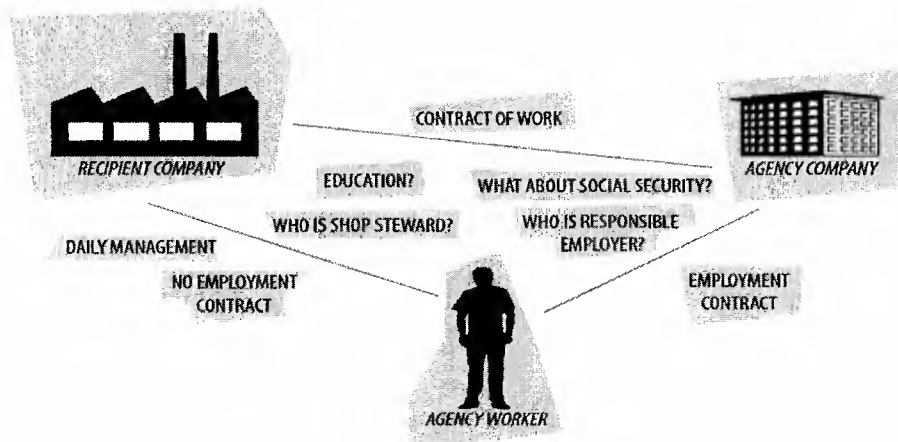 CONTRACT OF WORK
RECIPIENT COMPANY
AGENCY COMPANY
EDUCATION?
WHAT ABOUT SOCIAL SECURITY?
WHO IS SHOP STEWARD?
WHO IS RESPONSIBLE
EMPLOYER?
DAILY MANAGEMENT
NO EMPLOYMENT
CONTRACT
EMPLOYMENT
CONTRACT
AGENCY WORKER